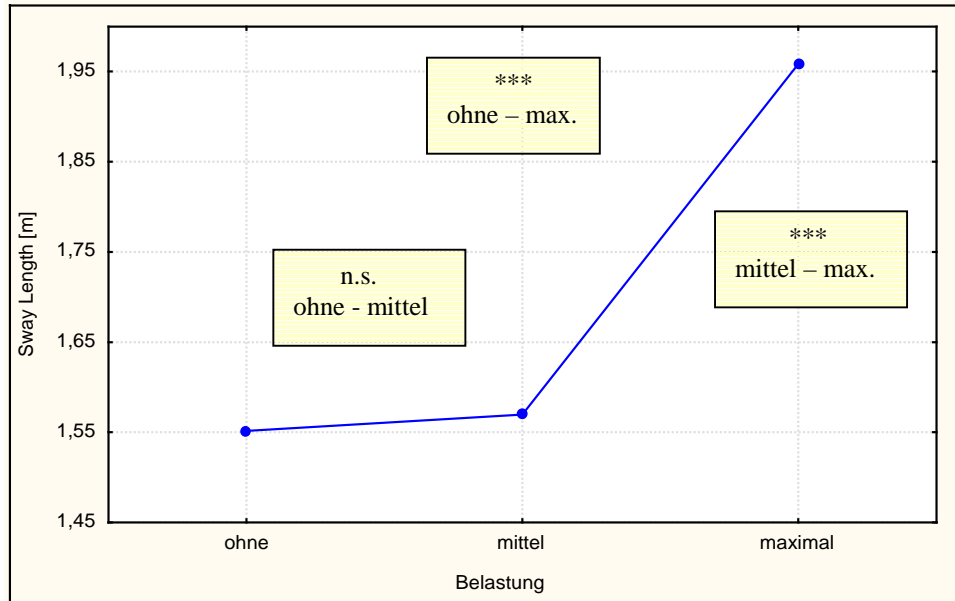 1,95
1,85
1,75
1,65
1,55
1,45
Sway Length [m]
***
ohne – max.
***
mittel – max.
n.s.
ohne - mittel
ohne
mittel
maximal
Belastung